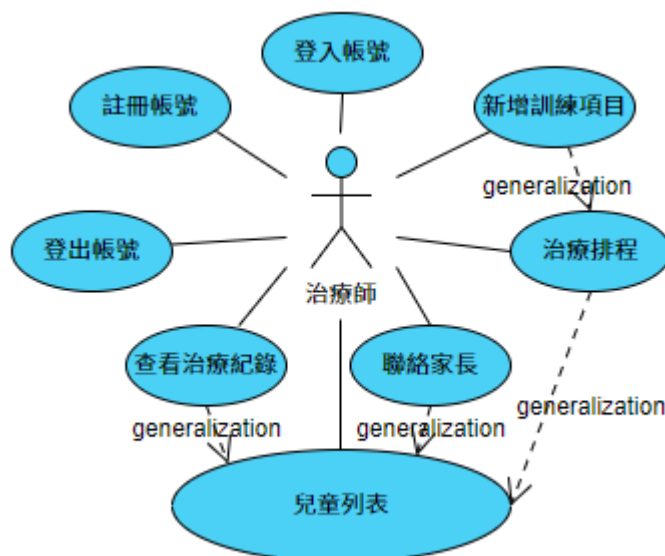 登入帳號
註冊帳號
新增訓練項目
generalization
登出帳號
治療排程
治療師
查看治療紀錄
聯絡家長
generalization
generalization
generalization
兒童列表